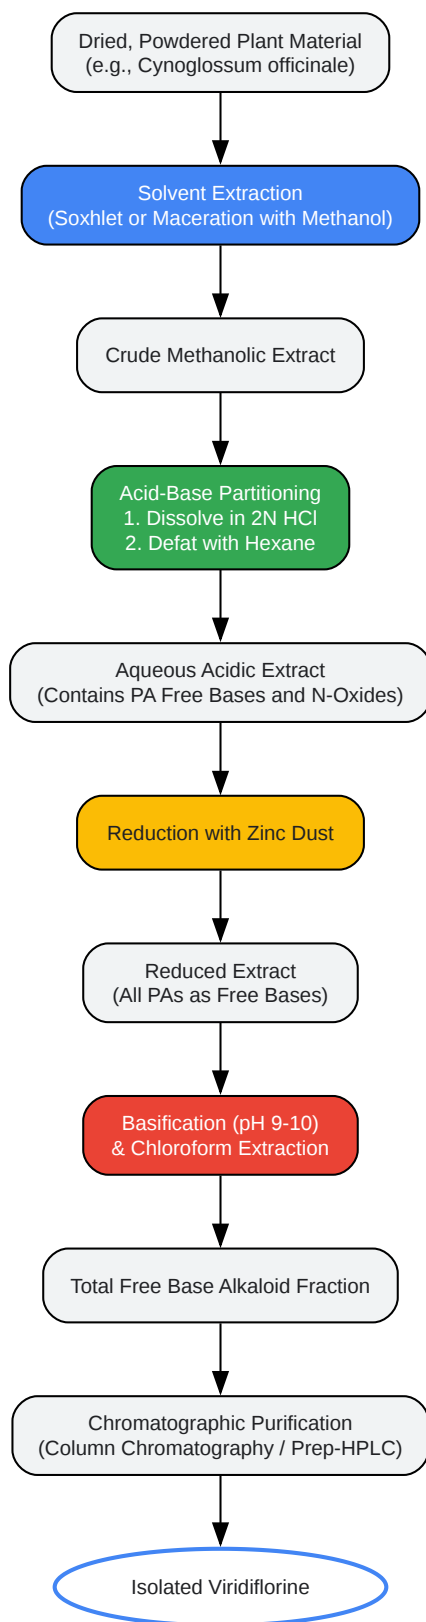 Dried, Powdered Plant Material
(e.g., Cynoglossum officinale)
Solvent Extraction
(Soxhlet or Maceration with Methanol)
Crude Methanolic Extract
Acid-Base Partitioning
1. Dissolve in 2N HCl
2. Defat with Hexane
Aqueous Acidic Extract
(Contains PA Free Bases and N-Oxides)
Reduction with Zinc Dust
Reduced Extract
(All PAs as Free Bases)
Basification (pH 9-10)
& Chloroform Extraction
Total Free Base Alkaloid Fraction
Chromatographic Purification
(Column Chromatography / Prep-HPLC)
Isolated Viridiflorine